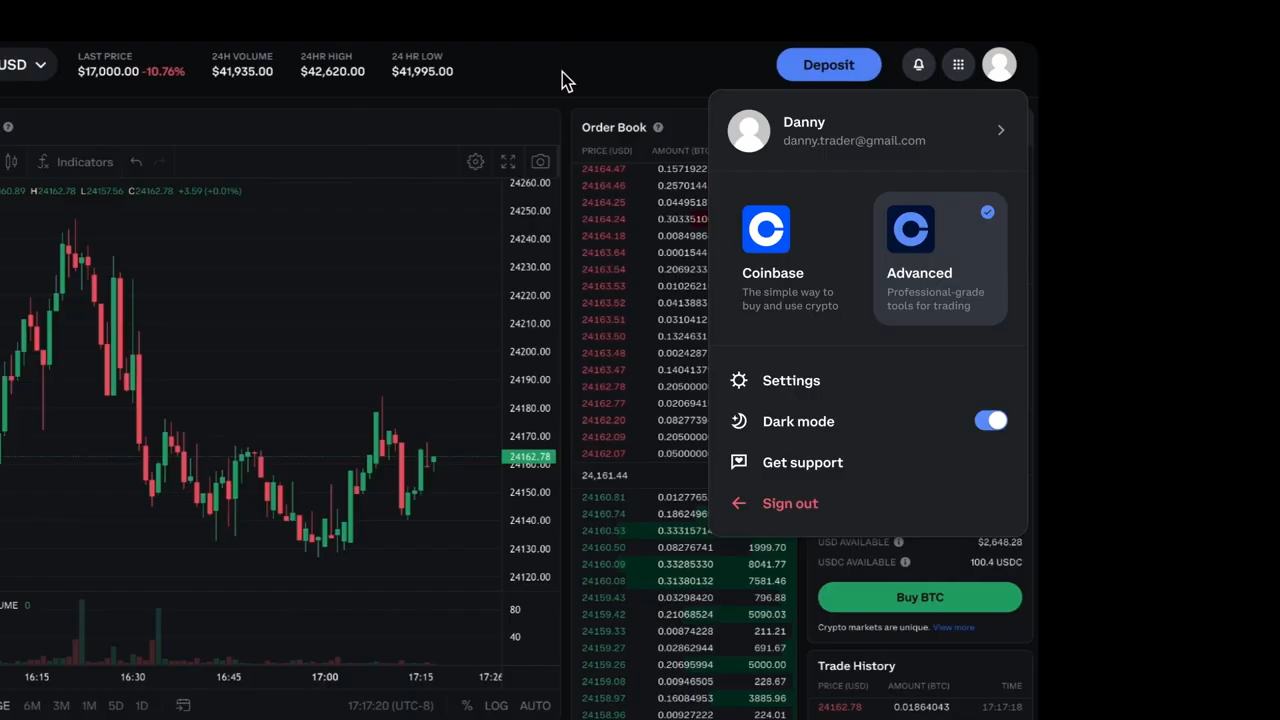 USD
LAST PRICE
$17,000.00 -10.76%
24H VOLUME
$41,935.00
24HR HIGH
$42,620.00
24 HR LOW
$41,995.00
Deposit
Indicators
H24162.78 L24157.56 C24162.78 +3.59 (+0.01%)
24260.00
24250.00
24240.00
24230.00
24220.00
24210.00
24200.00
24190.00
24180.00
24170.00
24162.78
24160.00
24150.00
24140.00
24130.00
24120.00
80
40
16:15 16:30 16:45 17:00 17:15 17:26
6M 3M 1M 5D 1D
17:17:20 (UTC-8) % LOG AUTO
Order Book
PRICE (USD) AMOUNT (BTC
24164.47 0.1571922
24164.46 0.2570144
24164.25 0.0449518
24164.24 0.3033510
24164.18 0.0084986
24163.64 0.0001544
24163.54 0.2069233
24163.53 0.0102621
24163.52 0.0413883
24163.51 0.0310412
24163.50 0.1324631
24163.48 0.0024287
24163.47 0.1404137
24162.78 0.2050000
24162.77 0.0206941
24162.20 0.0827739
24162.09 0.2050000
24162.07 0.0500000
24,161.44
24160.81 0.0127765
24160.74 0.1862496
24160.53 0.33315714
24160.50 0.08276741 1999.70
24160.09 0.33285330 8041.77
24160.08 0.31380132 7581.46
24159.43 0.03298420 796.88
24159.42 0.21068524 5090.03
24159.33 0.00874228 211.21
24159.27 0.02862944 691.67
24159.26 0.20695994 5000.00
24159.08 0.00946505 228.67
24158.97 0.16084953 3885.96
24158.96 0.00927222 224.01
Danny
danny.trader@gmail.com
Coinbase
The simple way to
buy and use crypto
Advanced
Professional-grade
tools for trading
Settings
Dark mode
Get support
Sign out
USD AVAILABLE $2,648.28
USDC AVAILABLE 100.4 USDC
Buy BTC
Crypto markets are unique. View more
Trade History
PRICE (USD) AMOUNT (BTC) TIME
24162.78 0.01864043 17:17:18